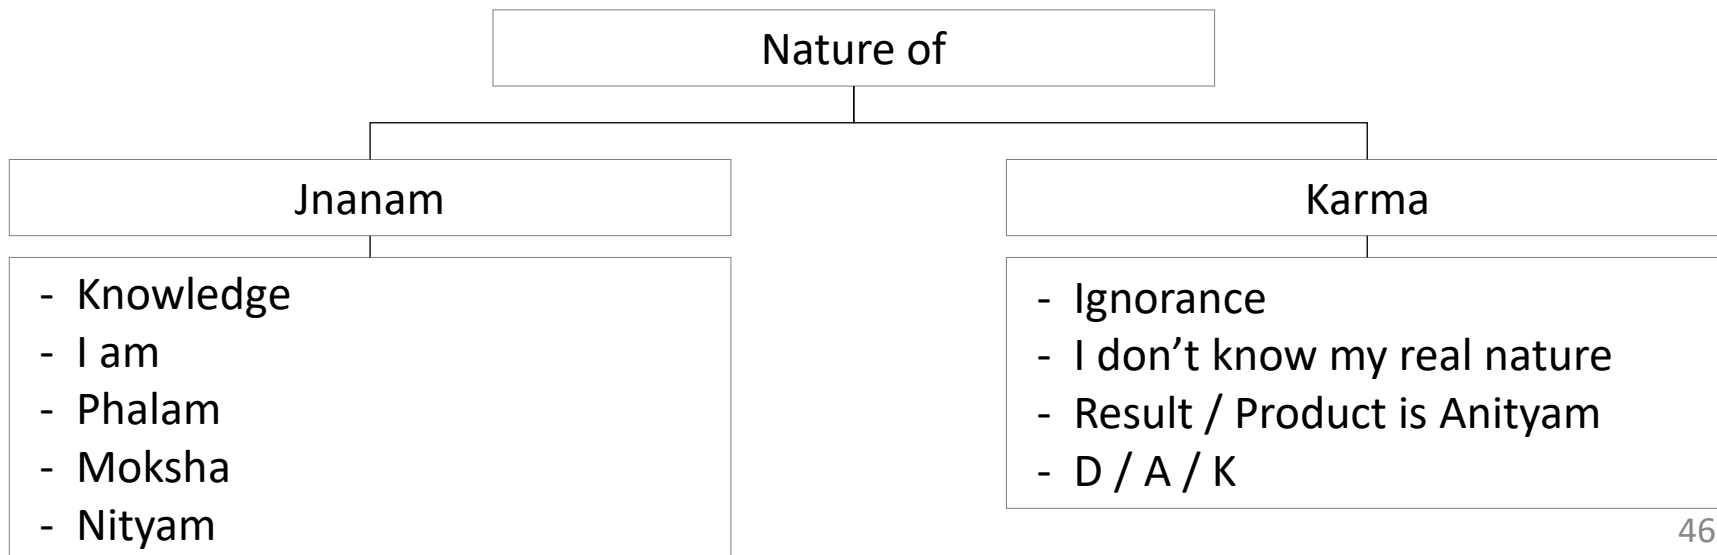 Nature of
Jnanam
Karma
- Knowledge
- I am
- Phalam
- Moksha
- Nityam
- Ignorance
- I don’t know my real nature
- Result / Product is Anityam
- D / A / K
46